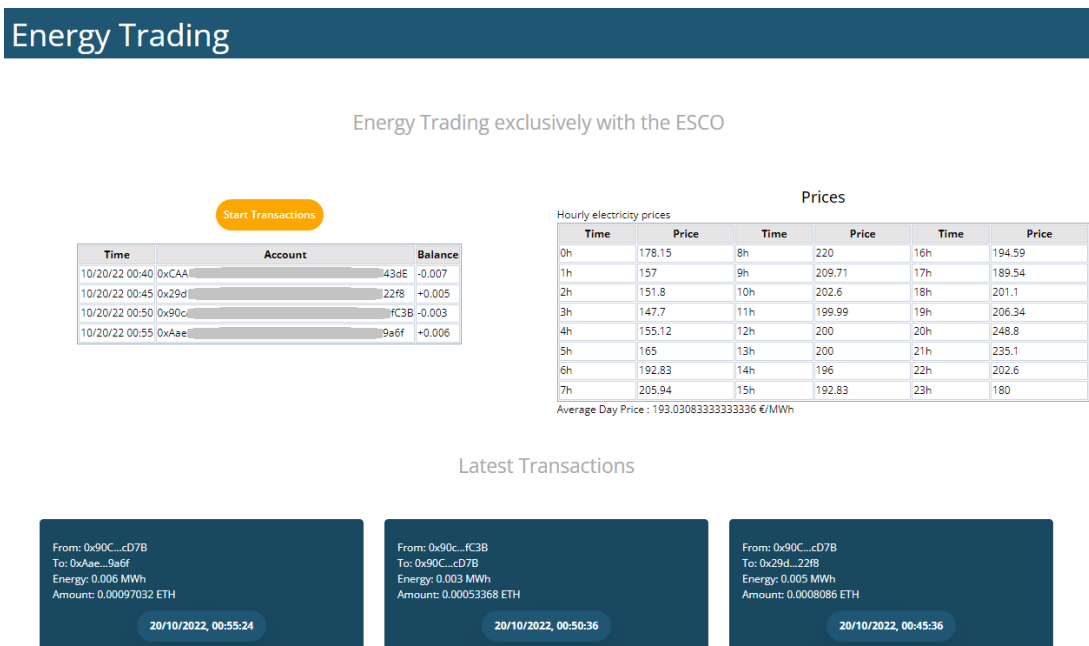 Energy Trading
Energy Trading exclusively with the ESCO
Start Transactions
Time Account Balance
10/20/22 00:40 0xCAA 43dE -0.007
10/20/22 00:45 0x29d 22f8 +0.005
10/20/22 00:50 0x90c fC3B -0.003
10/20/22 00:55 0xAae 9a6f +0.006
Prices
Hourly electricity prices
Time Price Time Price Time Price
0h 178.15 8h 220 16h 194.59
1h 157 9h 209.71 17h 189.54
2h 151.8 10h 202.6 18h 201.1
3h 147.7 11h 199.99 19h 206.34
4h 155.12 12h 200 20h 248.8
5h 165 13h 200 21h 235.1
6h 192.83 14h 196 22h 202.6
7h 205.94 15h 192.83 23h 180
Average Day Price : 193.03083333333336 €/MWh
Latest Transactions
From: 0x90C...cD7B
To: 0xAae...9a6f
Energy: 0.006 MWh
Amount: 0.00097032 ETH
20/10/2022, 00:55:24
From: 0x90c...fC3B
To: 0x90C...cD7B
Energy: 0.003 MWh
Amount: 0.00053368 ETH
20/10/2022, 00:50:36
From: 0x90C...cD7B
To: 0x29d...22f8
Energy: 0.005 MWh
Amount: 0.0008086 ETH
20/10/2022, 00:45:36